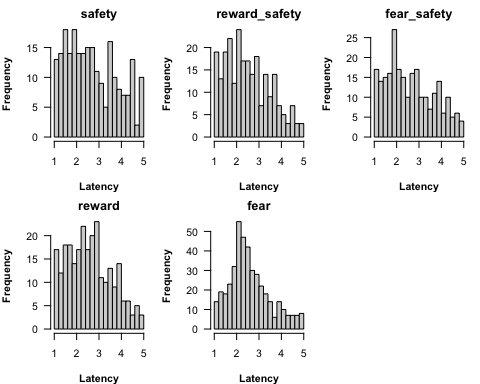 safety
Frequency
0 5 10 15
1 2 3 4 5
Latency
reward_safety
Frequency
0 5 10 15 20
1 2 3 4 5
Latency
fear_safety
Frequency
0 5 10 15 20 25
1 2 3 4 5
Latency
reward
Frequency
0 5 10 15 20
1 2 3 4 5
Latency
fear
Frequency
0 10 20 30 40 50
1 2 3 4 5
Latency